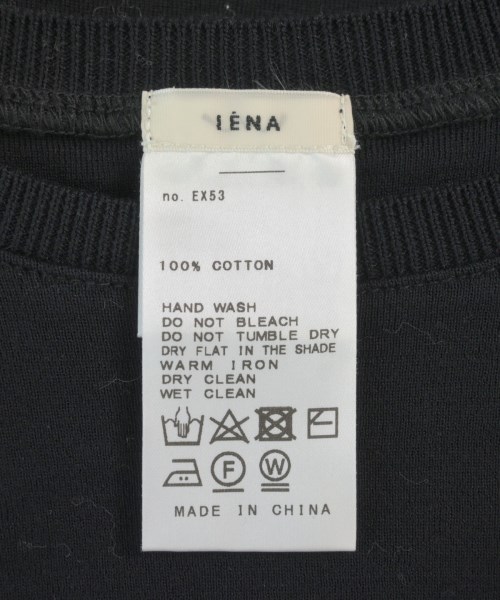 IÉNA
no. EX53
100% COTTON
HAND WASH
DO NOT BLEACH
DO NOT TUMBLE DRY
DRY FLAT IN THE SHADE
WARM IRON
DRY CLEAN
WET CLEAN
F W
MADE IN CHINA